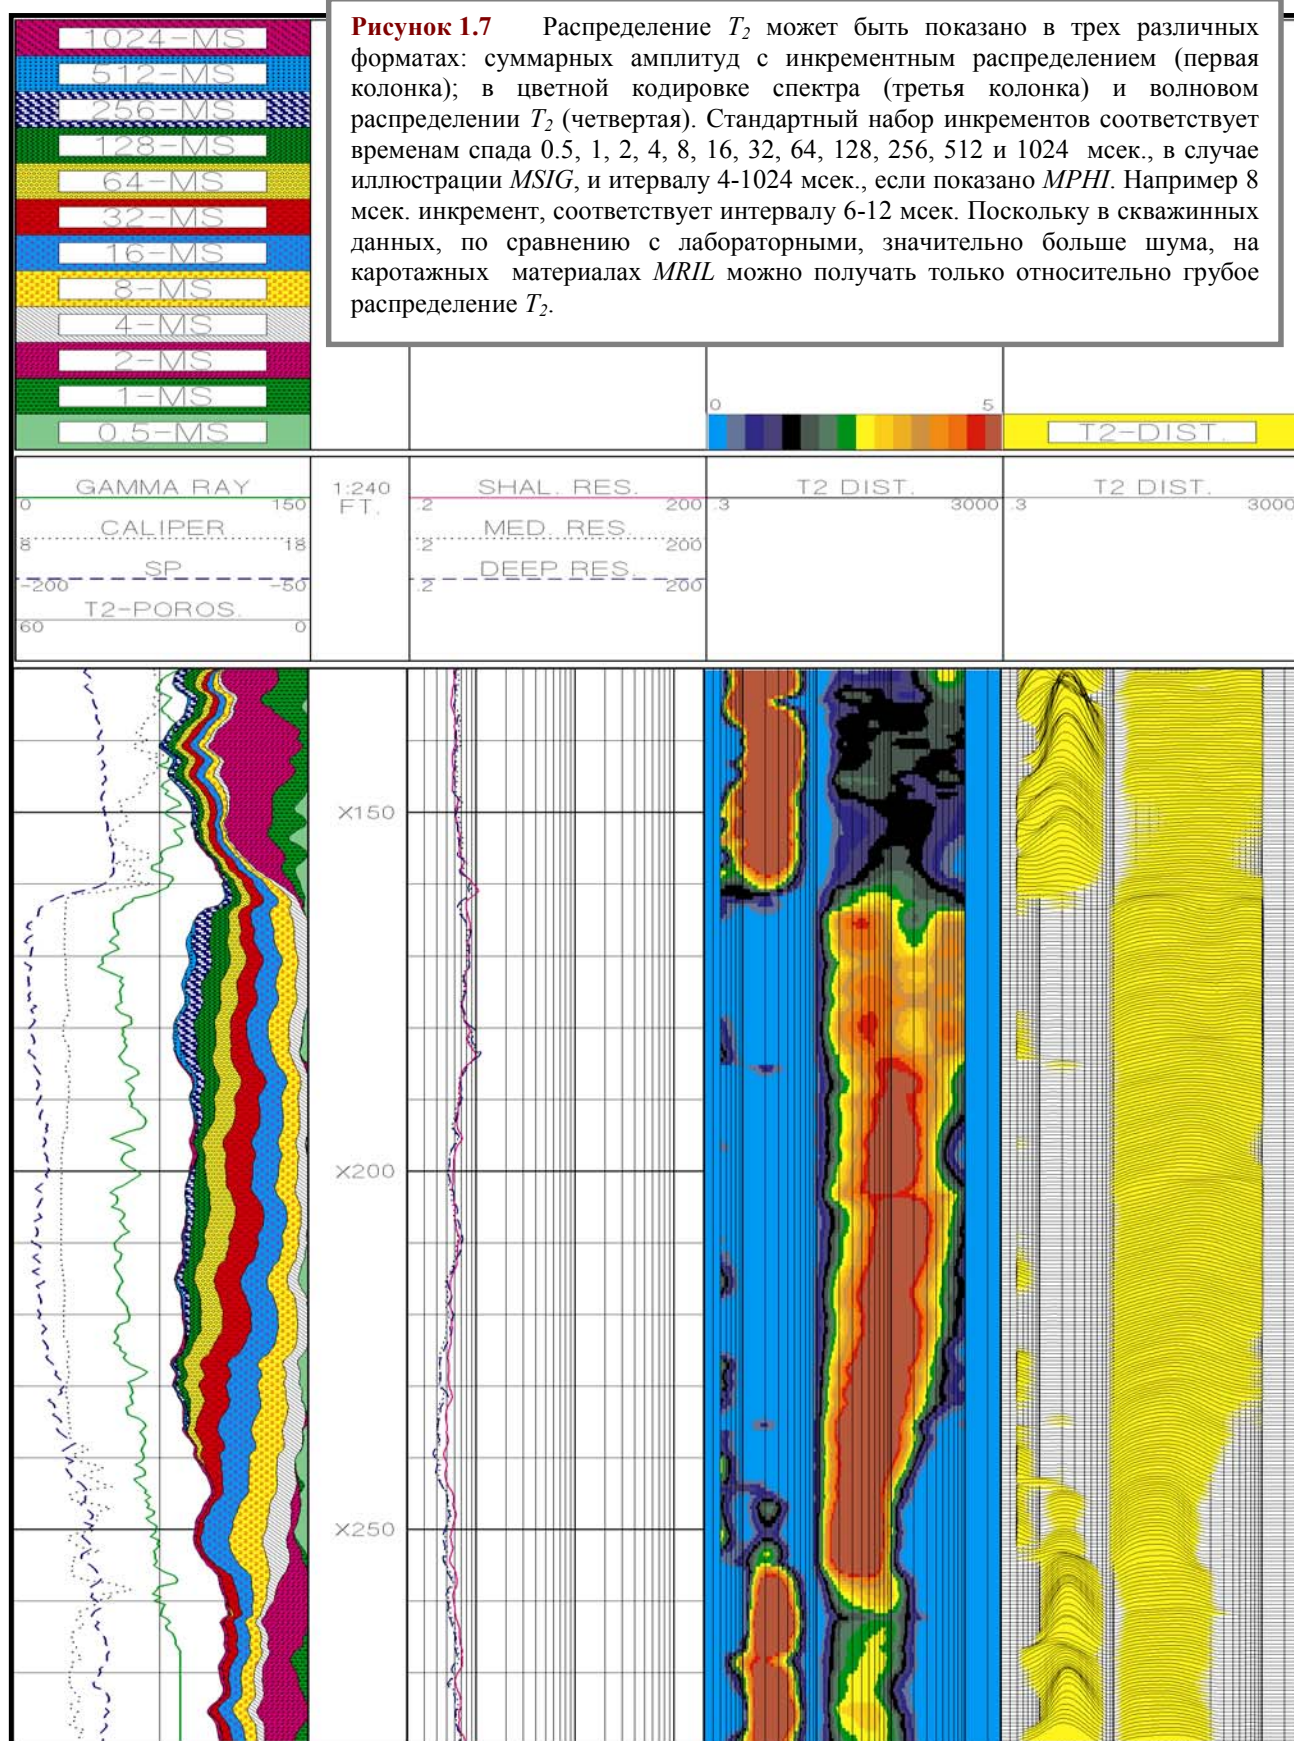 1024-MS
512-MS
256-MS
128-MS
64-MS
32-MS
16-MS
8-MS
4-MS
2-MS
1-MS
0.5-MS
Рисунок 1.7 Распределение T2 может быть показано в трех различных
форматах: суммарных амплитуд с инкрементным распределением (первая
колонка); в цветной кодировке спектра (третья колонка) и волновом
распределении T2 (четвертая). Стандартный набор инкрементов соответствует
временам спада 0.5, 1, 2, 4, 8, 16, 32, 64, 128, 256, 512 и 1024 мсек., в случае
иллюстрации MSIG, и итервалу 4-1024 мсек., если показано MPHI. Например 8
мсек. инкремент, соответствует интервалу 6-12 мсек. Поскольку в скважинных
данных, по сравнению с лабораторными, значительно больше шума, на
каротажных материалах MRIL можно получать только относительно грубое
распределение T2.
0 5
T2-DIST.
GAMMA RAY
0 150
CALIPER
8 18
SP
-200 -50
T2-POROS.
60 0
1:240
FT.
SHAL. RES.
.2 200
MED. RES.
.2 200
DEEP RES.
.2 200
T2 DIST.
.3 3000
T2 DIST.
.3 3000
X150
X200
X250